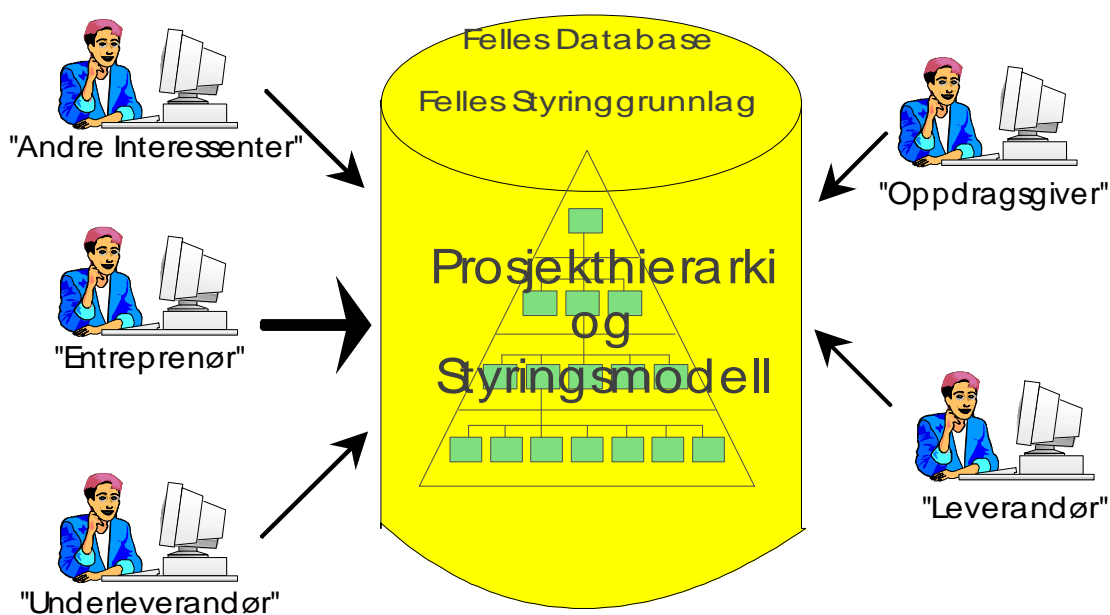 Felles Database
Felles Styringgrunnlag
"Andre Interessenter"
"Oppdragsgiver"
Prosjekthierarki
og
Styringsmodell
"Entreprenør"
"Leverandør"
"Underleverandør"